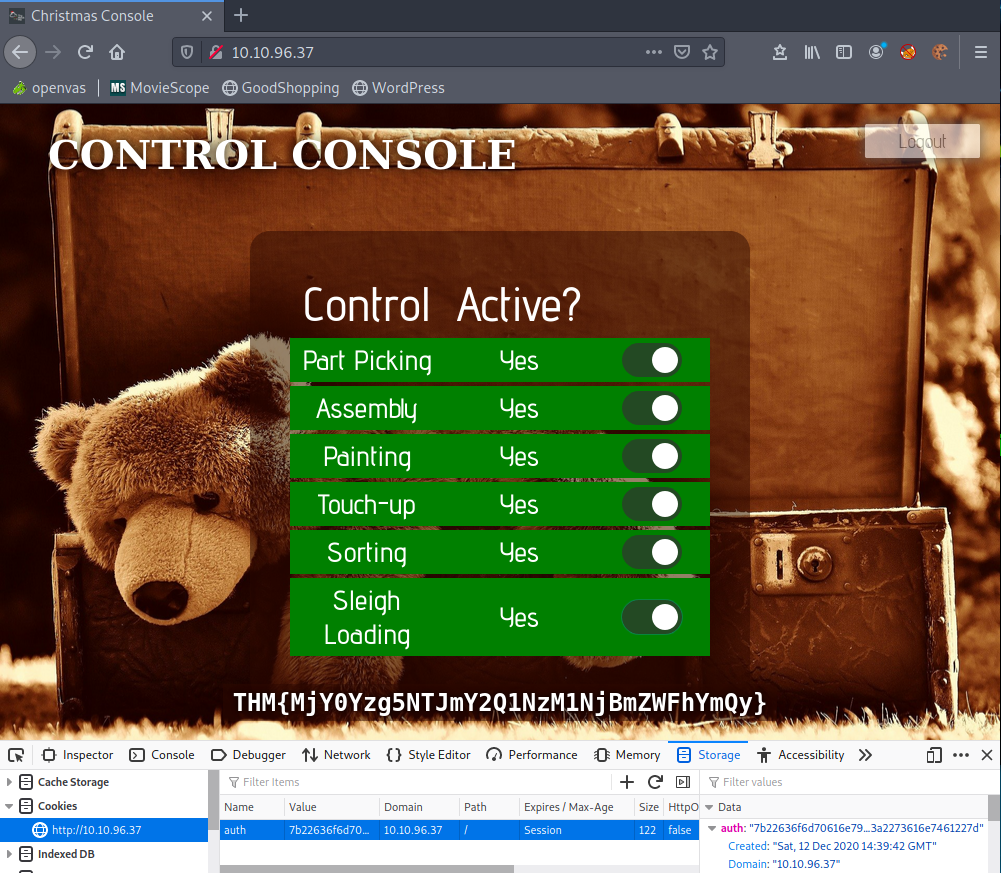 Christmas Console
10.10.96.37
openvas
MS MovieScope
GoodShopping
WordPress
CONTROL CONSOLE
Logout
Control Active?
Part Picking Yes
Assembly Yes
Painting Yes
Touch-up Yes
Sorting Yes
Sleigh
Loading
Yes
THM{MjY0Yzg5NTJmY2Q1NzM1NjBmZWFhYmQy}
Inspector Console Debugger Network Style Editor Performance Memory Storage Accessibility
Cache Storage
Cookies
http://10.10.96.37
Indexed DB
Filter Items
Name Value Domain Path Expires / Max-Age Size HttpO
auth 7b22636f6d70... 10.10.96.37 / Session 122 false
Filter values
Data
auth: "7b22636f6d70616e79...3a2273616e7461227d"
Created: "Sat, 12 Dec 2020 14:39:42 GMT"
Domain: "10.10.96.37"